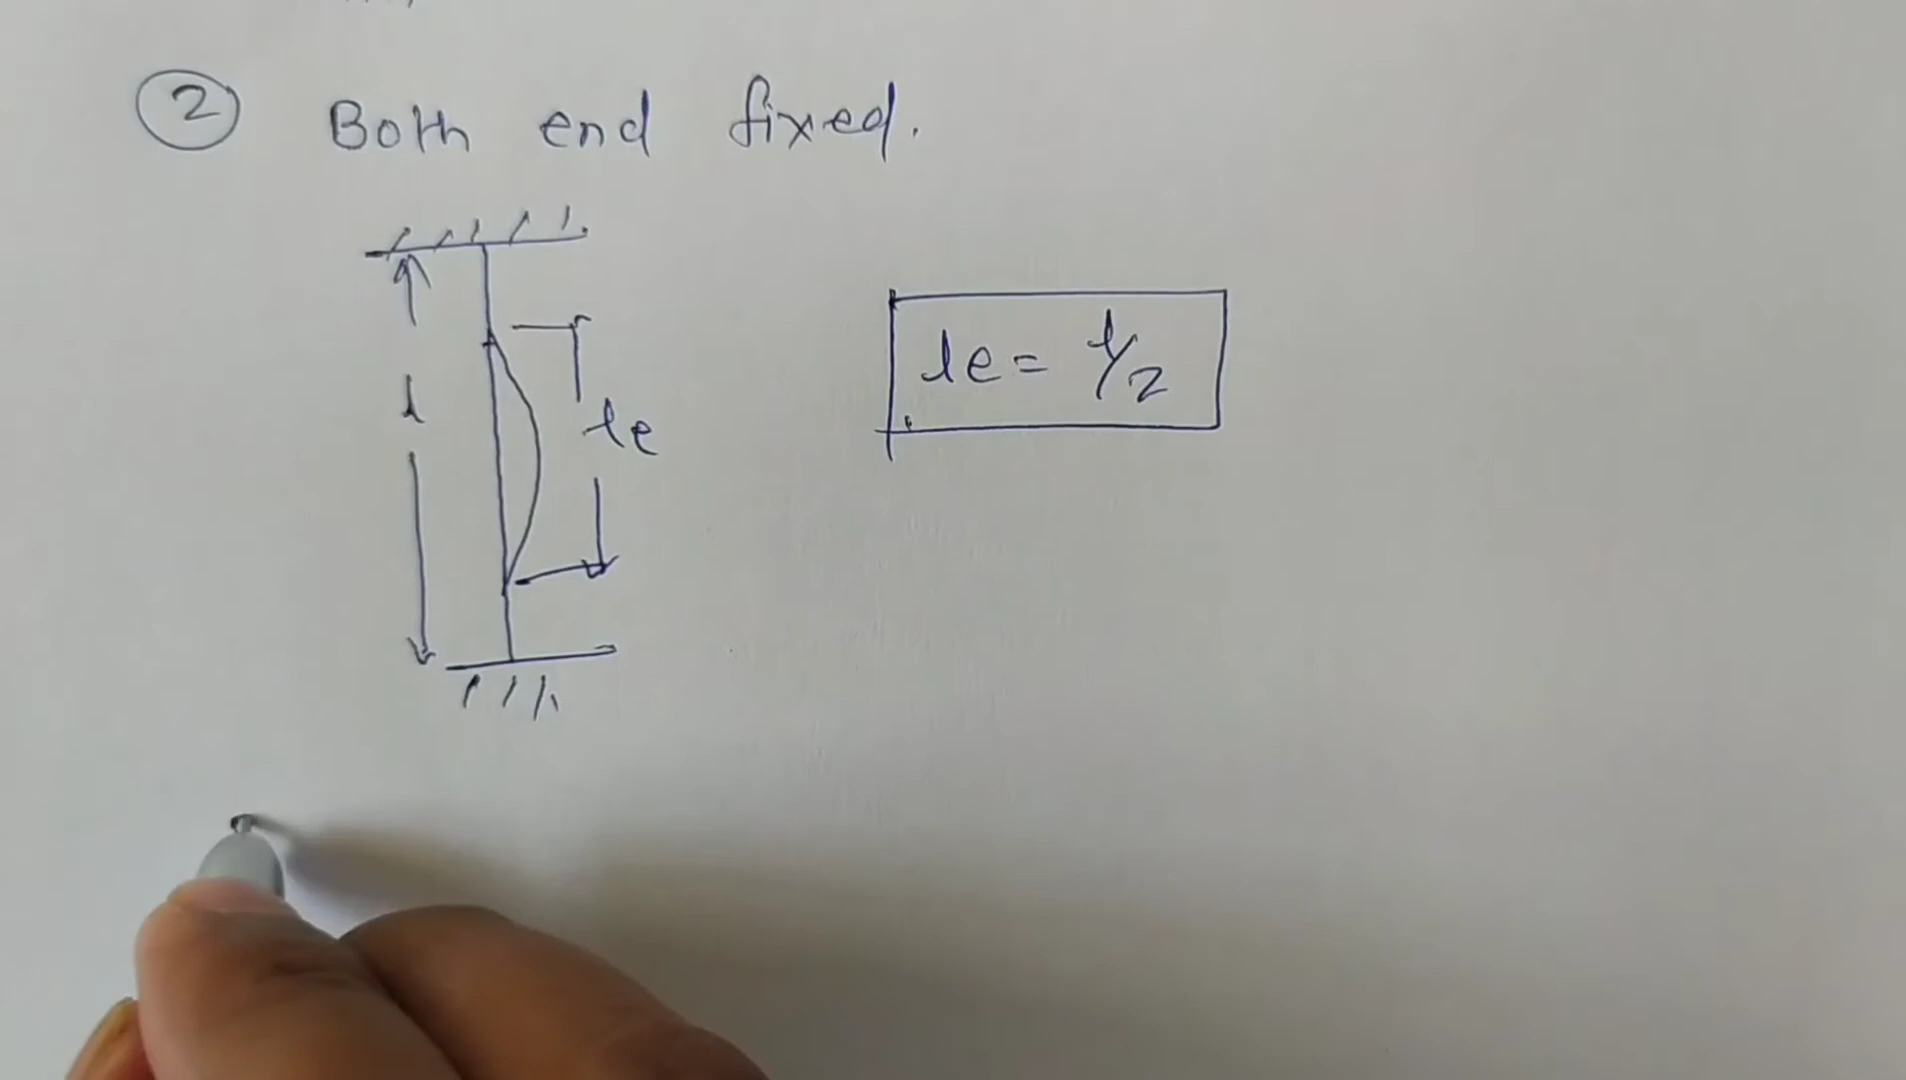 ② Both end fixed.
l
le
le = l/2